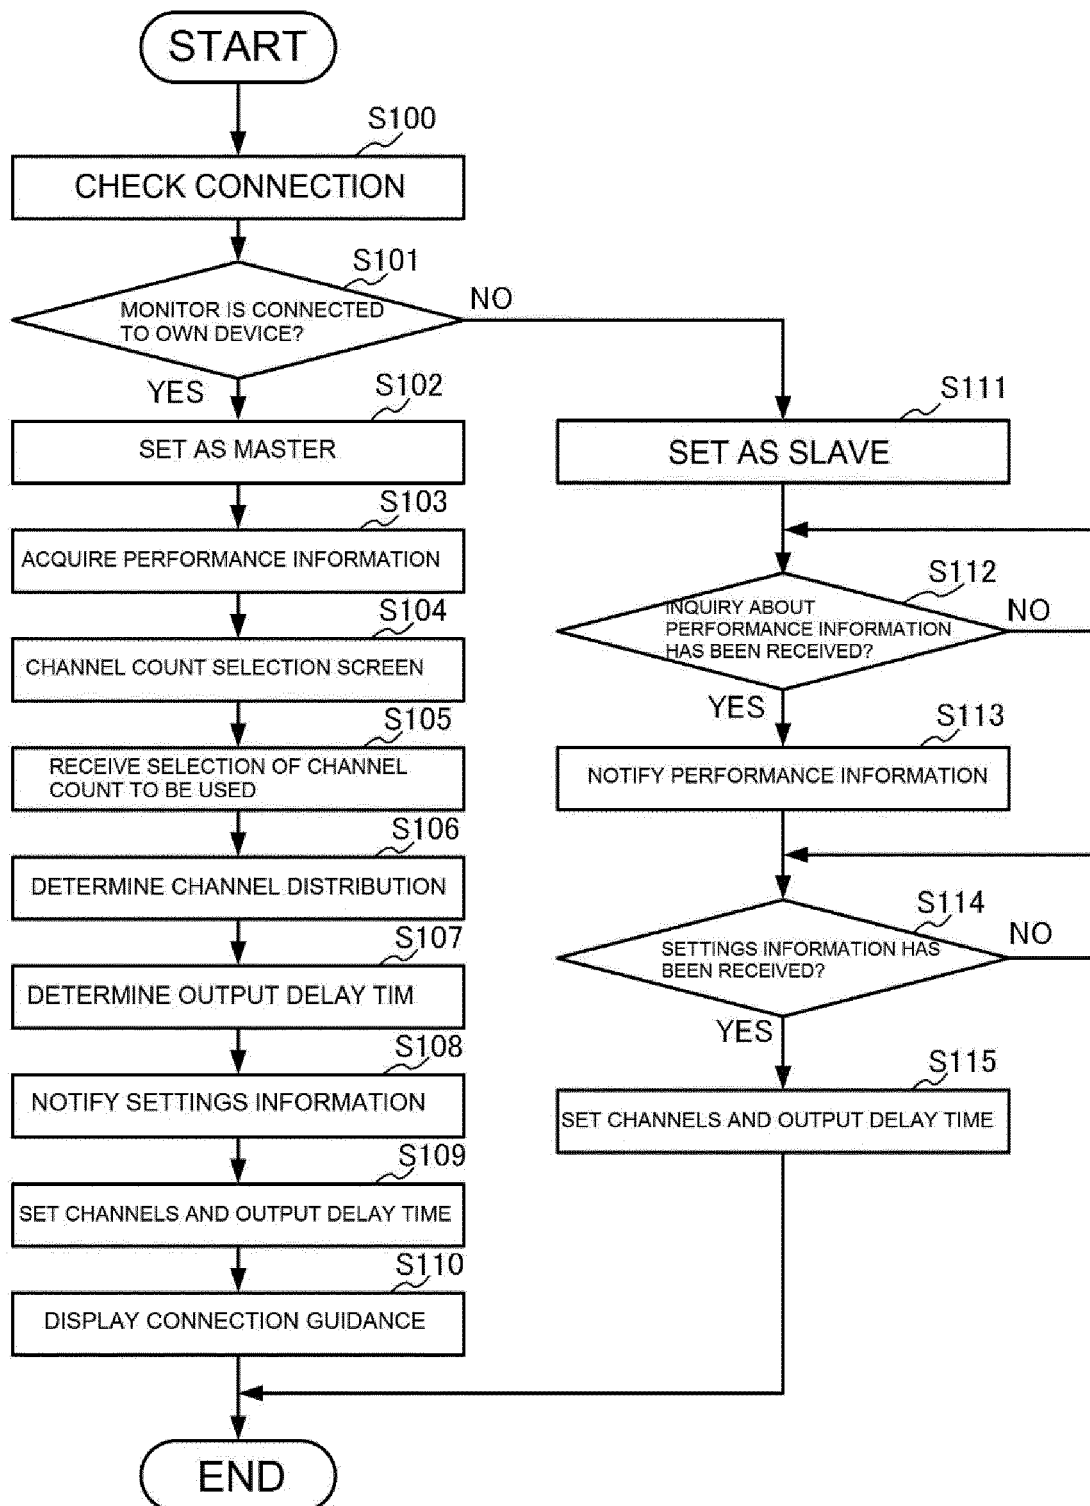 START
S100
CHECK CONNECTION
S101
MONITOR IS CONNECTED
TO OWN DEVICE?
NO
YES
S102
SET AS MASTER
S103
ACQUIRE PERFORMANCE INFORMATION
S104
CHANNEL COUNT SELECTION SCREEN
S105
RECEIVE SELECTION OF CHANNEL
COUNT TO BE USED
S106
DETERMINE CHANNEL DISTRIBUTION
S107
DETERMINE OUTPUT DELAY TIM
S108
NOTIFY SETTINGS INFORMATION
S109
SET CHANNELS AND OUTPUT DELAY TIME
S110
DISPLAY CONNECTION GUIDANCE
S111
SET AS SLAVE
S112
INQUIRY ABOUT
PERFORMANCE INFORMATION
HAS BEEN RECEIVED?
NO
YES
S113
NOTIFY PERFORMANCE INFORMATION
S114
SETTINGS INFORMATION HAS
BEEN RECEIVED?
NO
YES
S115
SET CHANNELS AND OUTPUT DELAY TIME
END